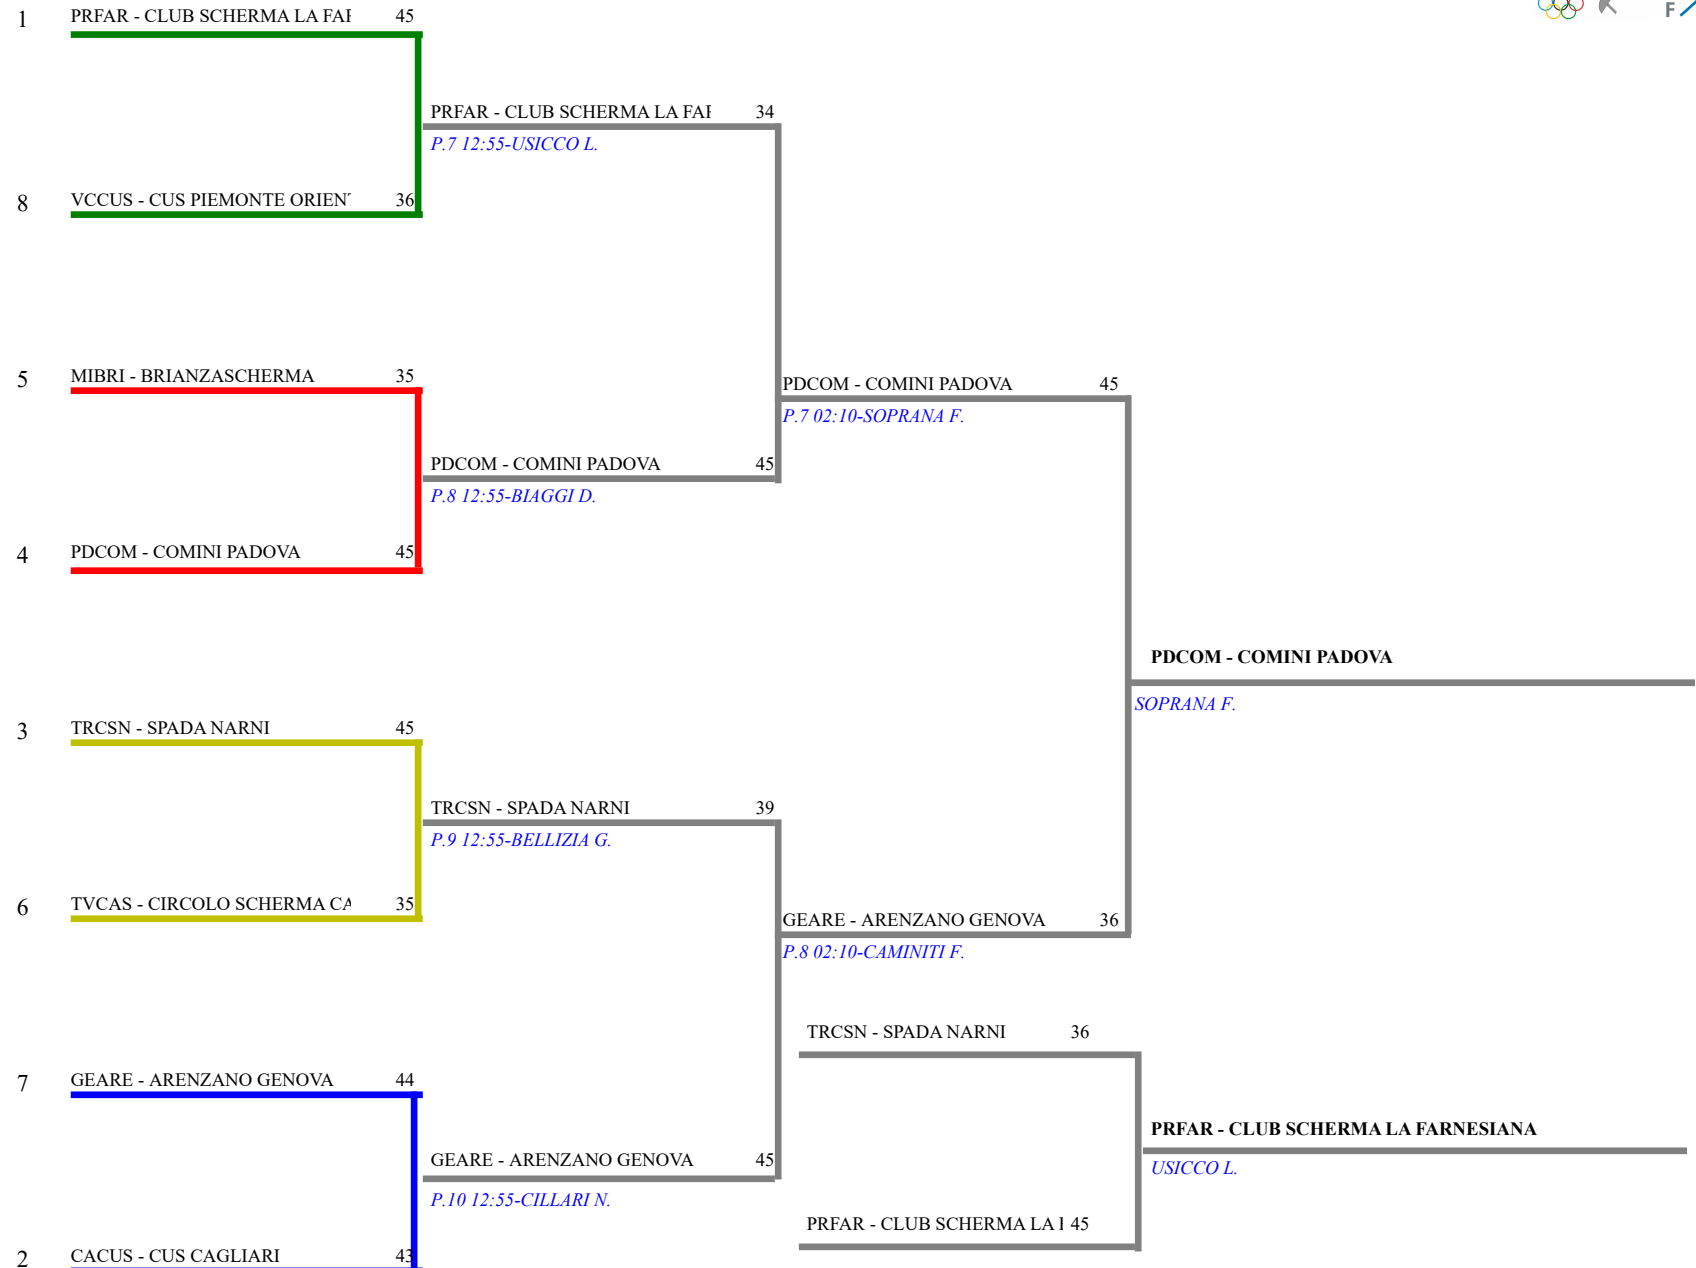 1 PRFAR - CLUB SCHERMA LA FAI 45
F
PRFAR - CLUB SCHERMA LA FAI 34
P.7 12:55-USICCO L.
8 VCCUS - CUS PIEMONTE ORIENT 36
5 MIBRI - BRIANZASCHERMA 35
PDCOM - COMINI PADOVA 45
P.7 02:10-SOPRANA F.
PDCOM - COMINI PADOVA 45
P.8 12:55-BIAGGI D.
4 PDCOM - COMINI PADOVA 45
PDCOM - COMINI PADOVA
SOPRANA F.
3 TRCSN - SPADA NARNI 45
TRCSN - SPADA NARNI 39
P.9 12:55-BELLIZIA G.
6 TVCAS - CIRCOLO SCHERMA CA 35
GEARE - ARENZANO GENOVA 36
P.8 02:10-CAMINITI F.
TRCSN - SPADA NARNI 36
7 GEARE - ARENZANO GENOVA 44
PRFAR - CLUB SCHERMA LA FARNESIANA
USICCO L.
GEARE - ARENZANO GENOVA 45
P.10 12:55-CILLARI N.
PRFAR - CLUB SCHERMA LA 45
2 CACUS - CUS CAGLIARI 43